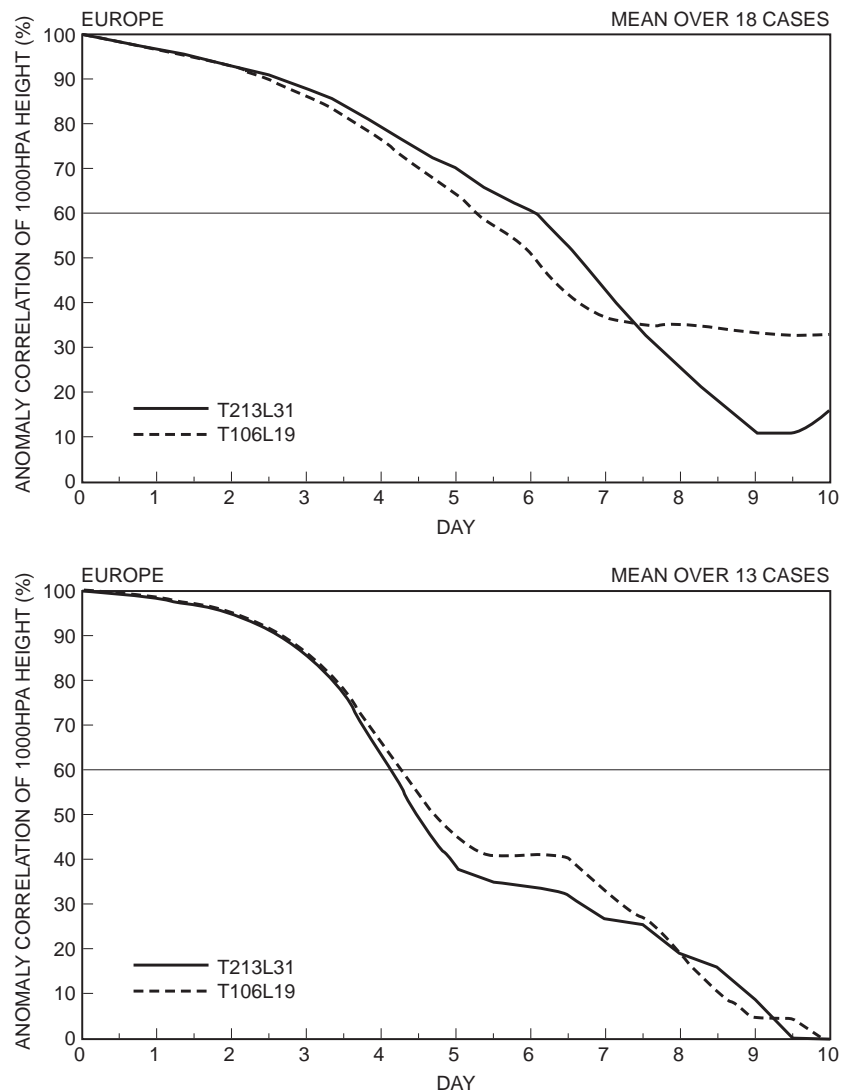 EUROPE MEAN OVER 18 CASES
ANOMALY CORRELATION OF 1000HPA HEIGHT (%)
100
90
80
70
60
50
40
30
20
10
0
T213L31
T106L19
0 1 2 3 4 5 6 7 8 9 10
DAY
EUROPE MEAN OVER 13 CASES
ANOMALY CORRELATION OF 1000HPA HEIGHT (%)
100
90
80
70
60
50
40
30
20
10
0
T213L31
T106L19
0 1 2 3 4 5 6 7 8 9 10
DAY